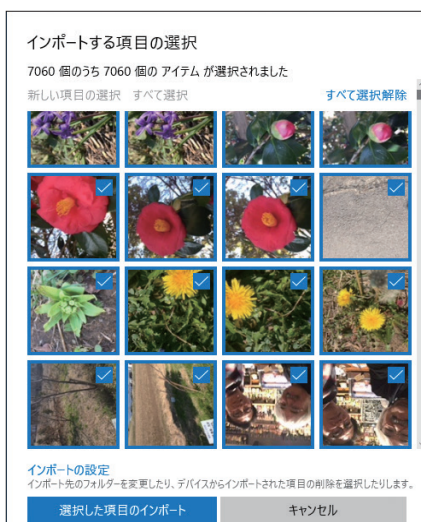 インポートする項目の選択
7060 個のうち 7060 個の アイテム が選択されました
新しい項目の選択 すべて選択 すべて選択解除
インポートの設定
インポート先のフォルダーを変更したり、デバイスからインポートされた項目の削除を選択したりします。
選択した項目のインポート キャンセル